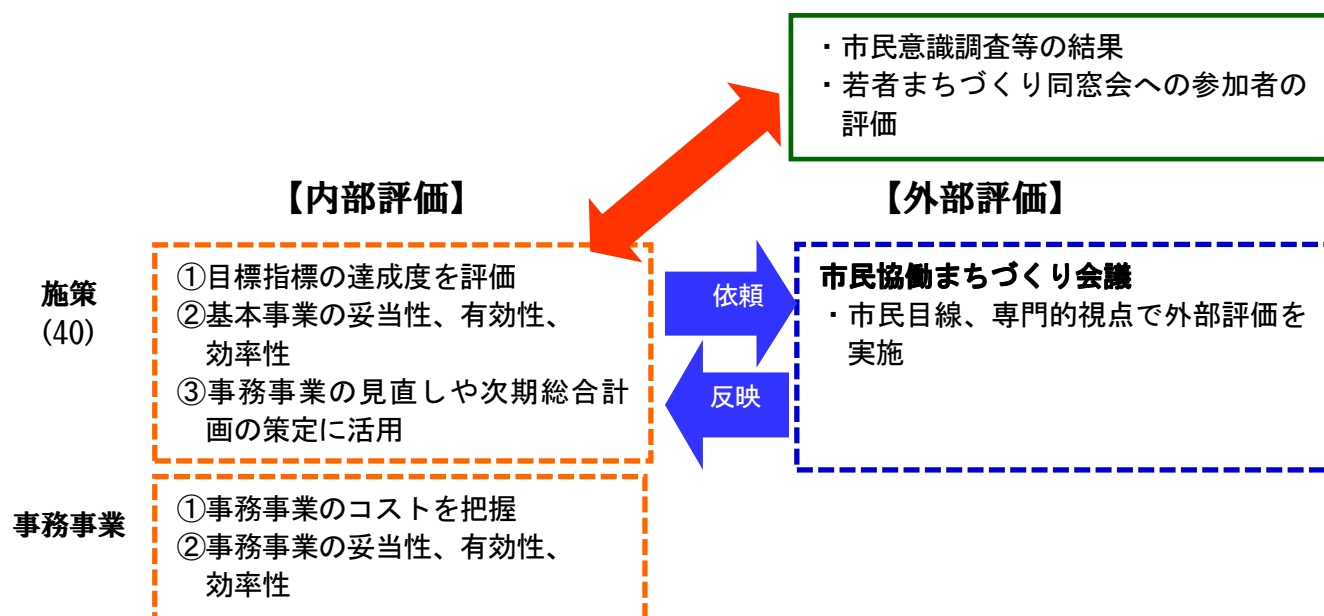 ・市民意識調査等の結果
・若者まちづくり同窓会への参加者の
評価
【内部評価】
【外部評価】
施策
(40)
①目標指標の達成度を評価
②基本事業の妥当性、有効性、
効率性
③事務事業の見直しや次期総合計
画の策定に活用
依頼
反映
市民協働まちづくり会議
・市民目線、専門的視点で外部評価を
実施
事務事業
①事務事業のコストを把握
②事務事業の妥当性、有効性、
効率性